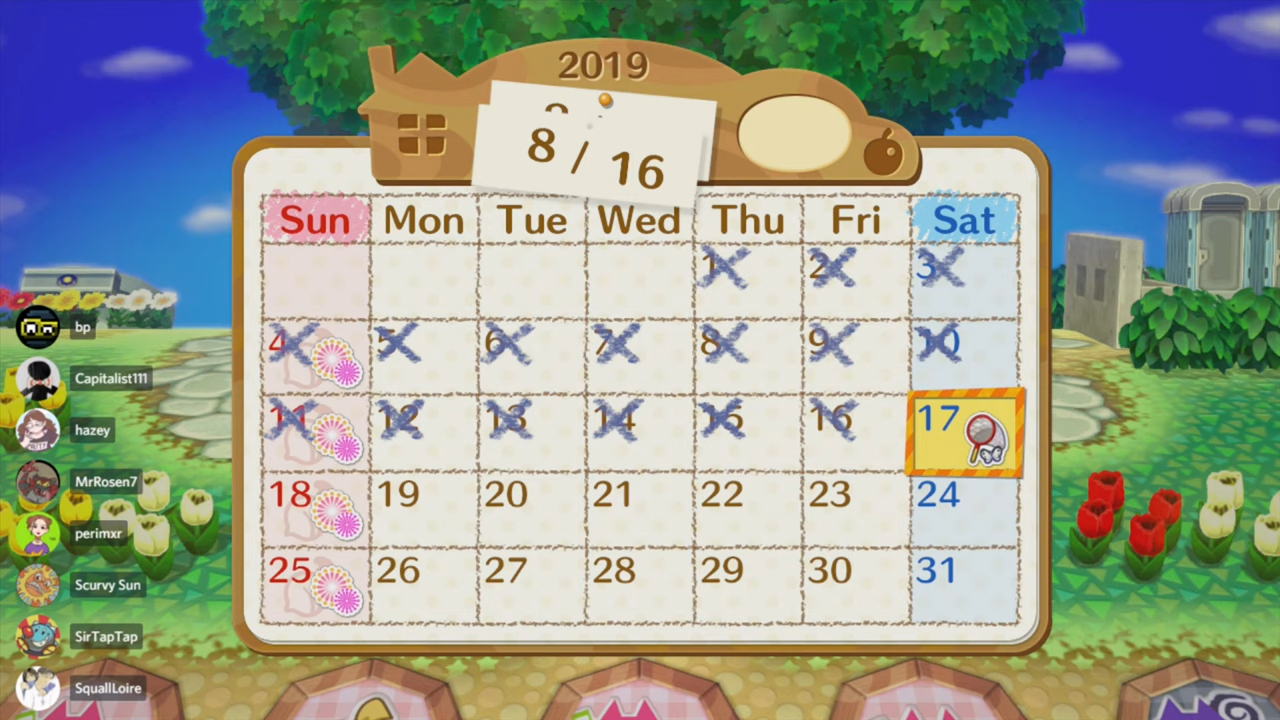 2019
8 / 16
Sun Mon Tue Wed Thu Fri Sat
1 2 3
4 5 6 7 8 9 10
11 12 13 14 15 16 17
18 19 20 21 22 23 24
25 26 27 28 29 30 31
bp
Capitalist111
hazey
MrRosen7
perimxr
Scurvy Sun
SirTapTap
SquallLoire